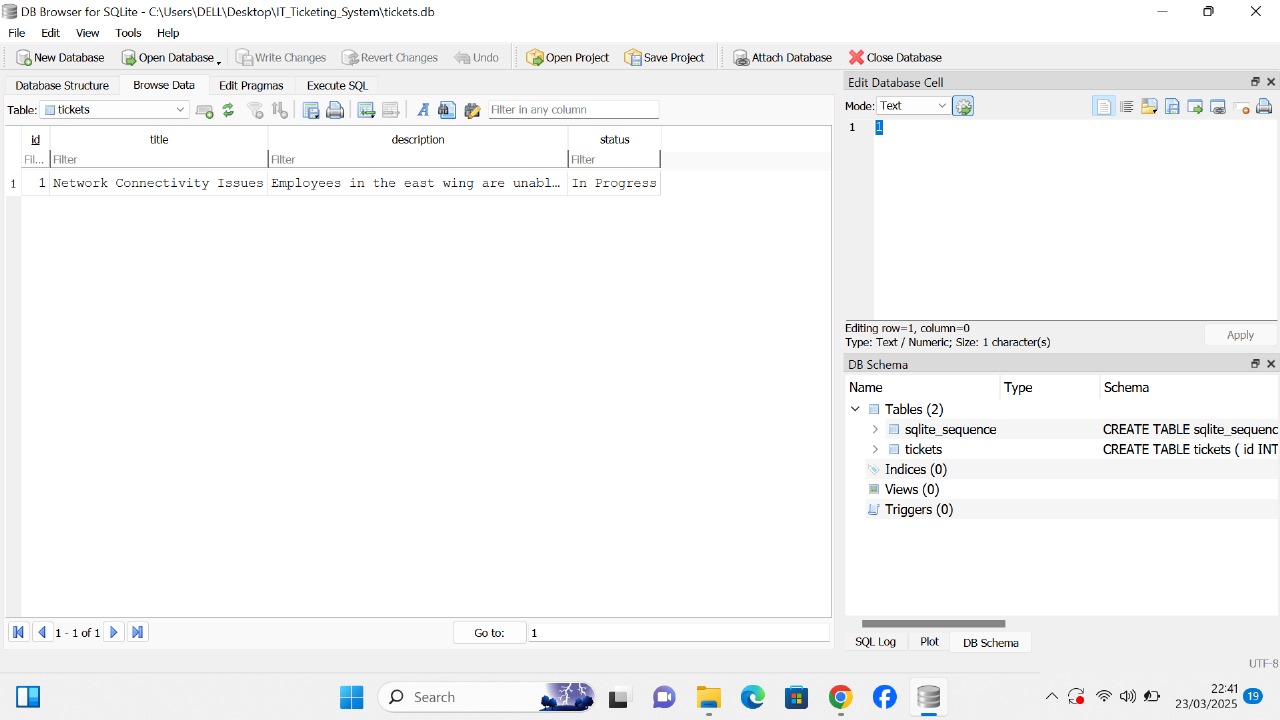 DB Browser for SQLite - C:\Users\DELL\Desktop\IT_Ticketing_System\tickets.db
File Edit View Tools Help
New Database Open Database Write Changes Revert Changes Undo Open Project Save Project Attach Database Close Database
Database Structure Browse Data Edit Pragmas Execute SQL
Table: tickets Filter in any column
id title description status
Fil... Filter Filter Filter
1 1 Network Connectivity Issues Employees in the east wing are unabl... In Progress
1 - 1 of 1 Go to: 1
Edit Database Cell
Mode: Text
1 1
Editing row=1, column=0
Type: Text / Numeric; Size: 1 character(s)
Apply
DB Schema
Name Type Schema
Tables (2)
sqlite_sequence CREATE TABLE sqlite_sequenc
tickets CREATE TABLE tickets ( id INT
Indices (0)
Views (0)
Triggers (0)
SQL Log Plot DB Schema
UTF-8
Search
22:41
23/03/2025
19